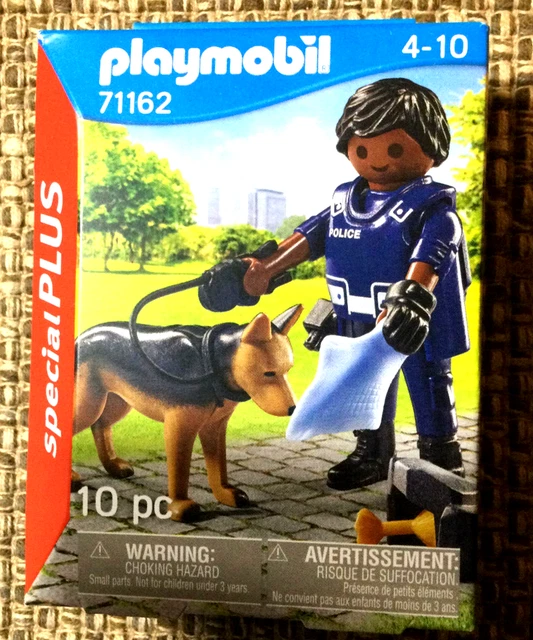 playmobil
4-10
71162
specialPLUS
POLICE
10 pc
WARNING:
CHOKING HAZARD
Small parts. Not for children under 3 years.
AVERTISSEMENT:
RISQUE DE SUFFOCATION
Présence de petits éléments.
Ne convient pas aux enfants de moins de 3 ans.